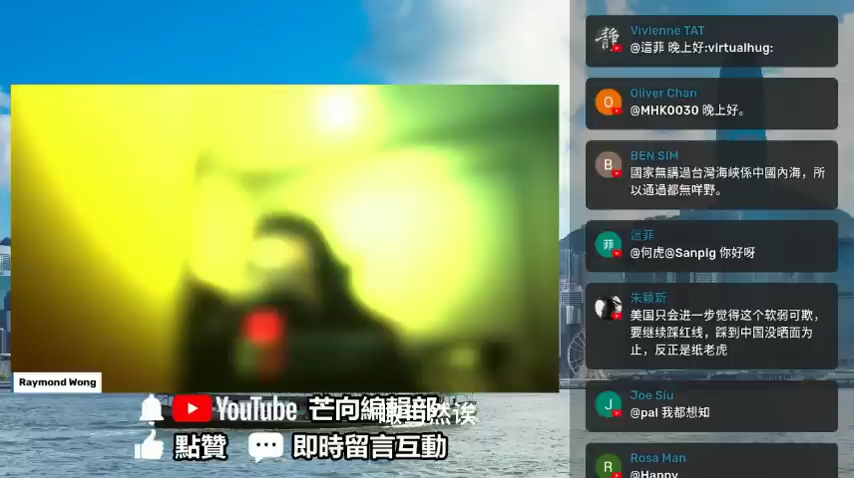 Vivienne TAT
@這菲 晚上好:virtualhug:
Oliver Chan
@MHK0030 晚上好。
BEN SIM
國家無講過台灣海峽係中國內海，所
以通過都無咩野。
這菲
@何虎@Sanpig 你好呀
朱颖新
美国只会进一步觉得这个软弱可欺，
要继续踩红线，踩到中国没晒面为
止，反正是纸老虎
Joe Siu
@pal 我都想知
Rosa Man
@Happy
Raymond Wong
YouTube 芒向編輯部
點贊 即時留言互動